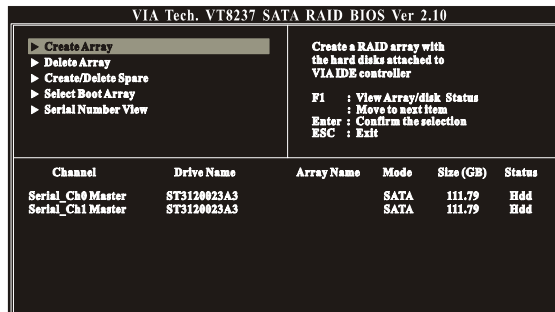 VIA Tech. VT8237 SATA RAID BIOS Ver 2.10
▶ Create Array
▶ Delete Array
▶ Create/Delete Spare
▶ Select Boot Array
▶ Serial Number View
Create a RAID array with
the hard disks attached to
VIA IDE controller
F1 : View Array/disk Status
: Move to next item
Enter : Confirm the selection
ESC : Exit
Channel Drive Name Array Name Mode Size (GB) Status
Serial_Ch0 Master ST3120023A3 SATA 111.79 Hdd
Serial_Ch1 Master ST3120023A3 SATA 111.79 Hdd